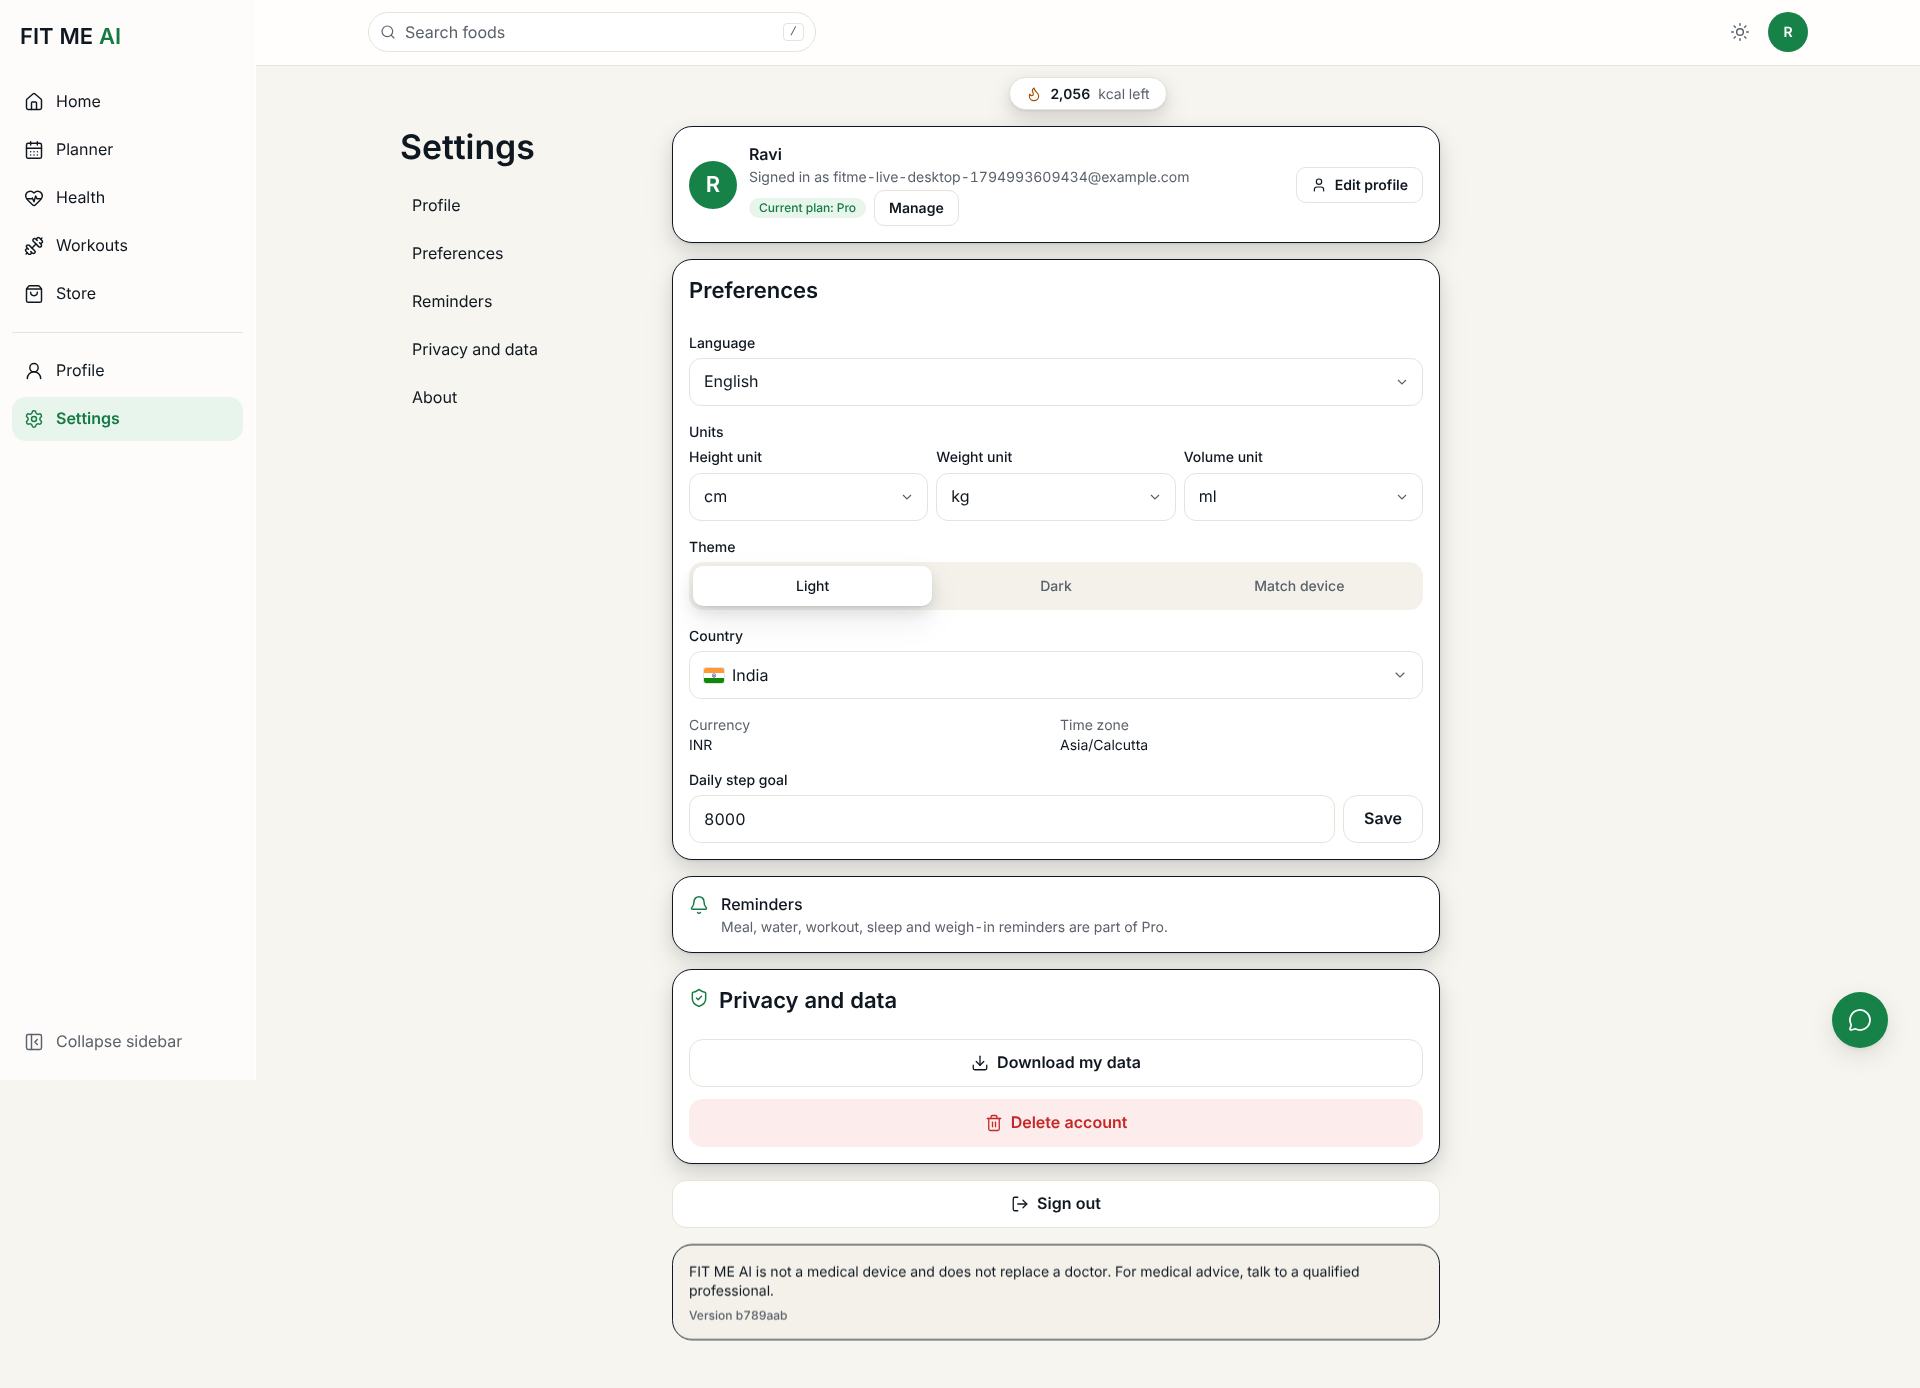 FIT ME AI
Search foods
/
R
Home
Planner
Health
Workouts
Store
Profile
Settings
Collapse sidebar
2,056 kcal left
Settings
Profile
Preferences
Reminders
Privacy and data
About
R
Ravi
Signed in as fitme-live-desktop-1794993609434@example.com
Current plan: Pro
Manage
Edit profile
Preferences
Language
English
Units
Height unit
Weight unit
Volume unit
cm
kg
ml
Theme
Light
Dark
Match device
Country
India
Currency
Time zone
INR
Asia/Calcutta
Daily step goal
8000
Save
Reminders
Meal, water, workout, sleep and weigh-in reminders are part of Pro.
Privacy and data
Download my data
Delete account
Sign out
FIT ME AI is not a medical device and does not replace a doctor. For medical advice, talk to a qualified
professional.
Version b789aab